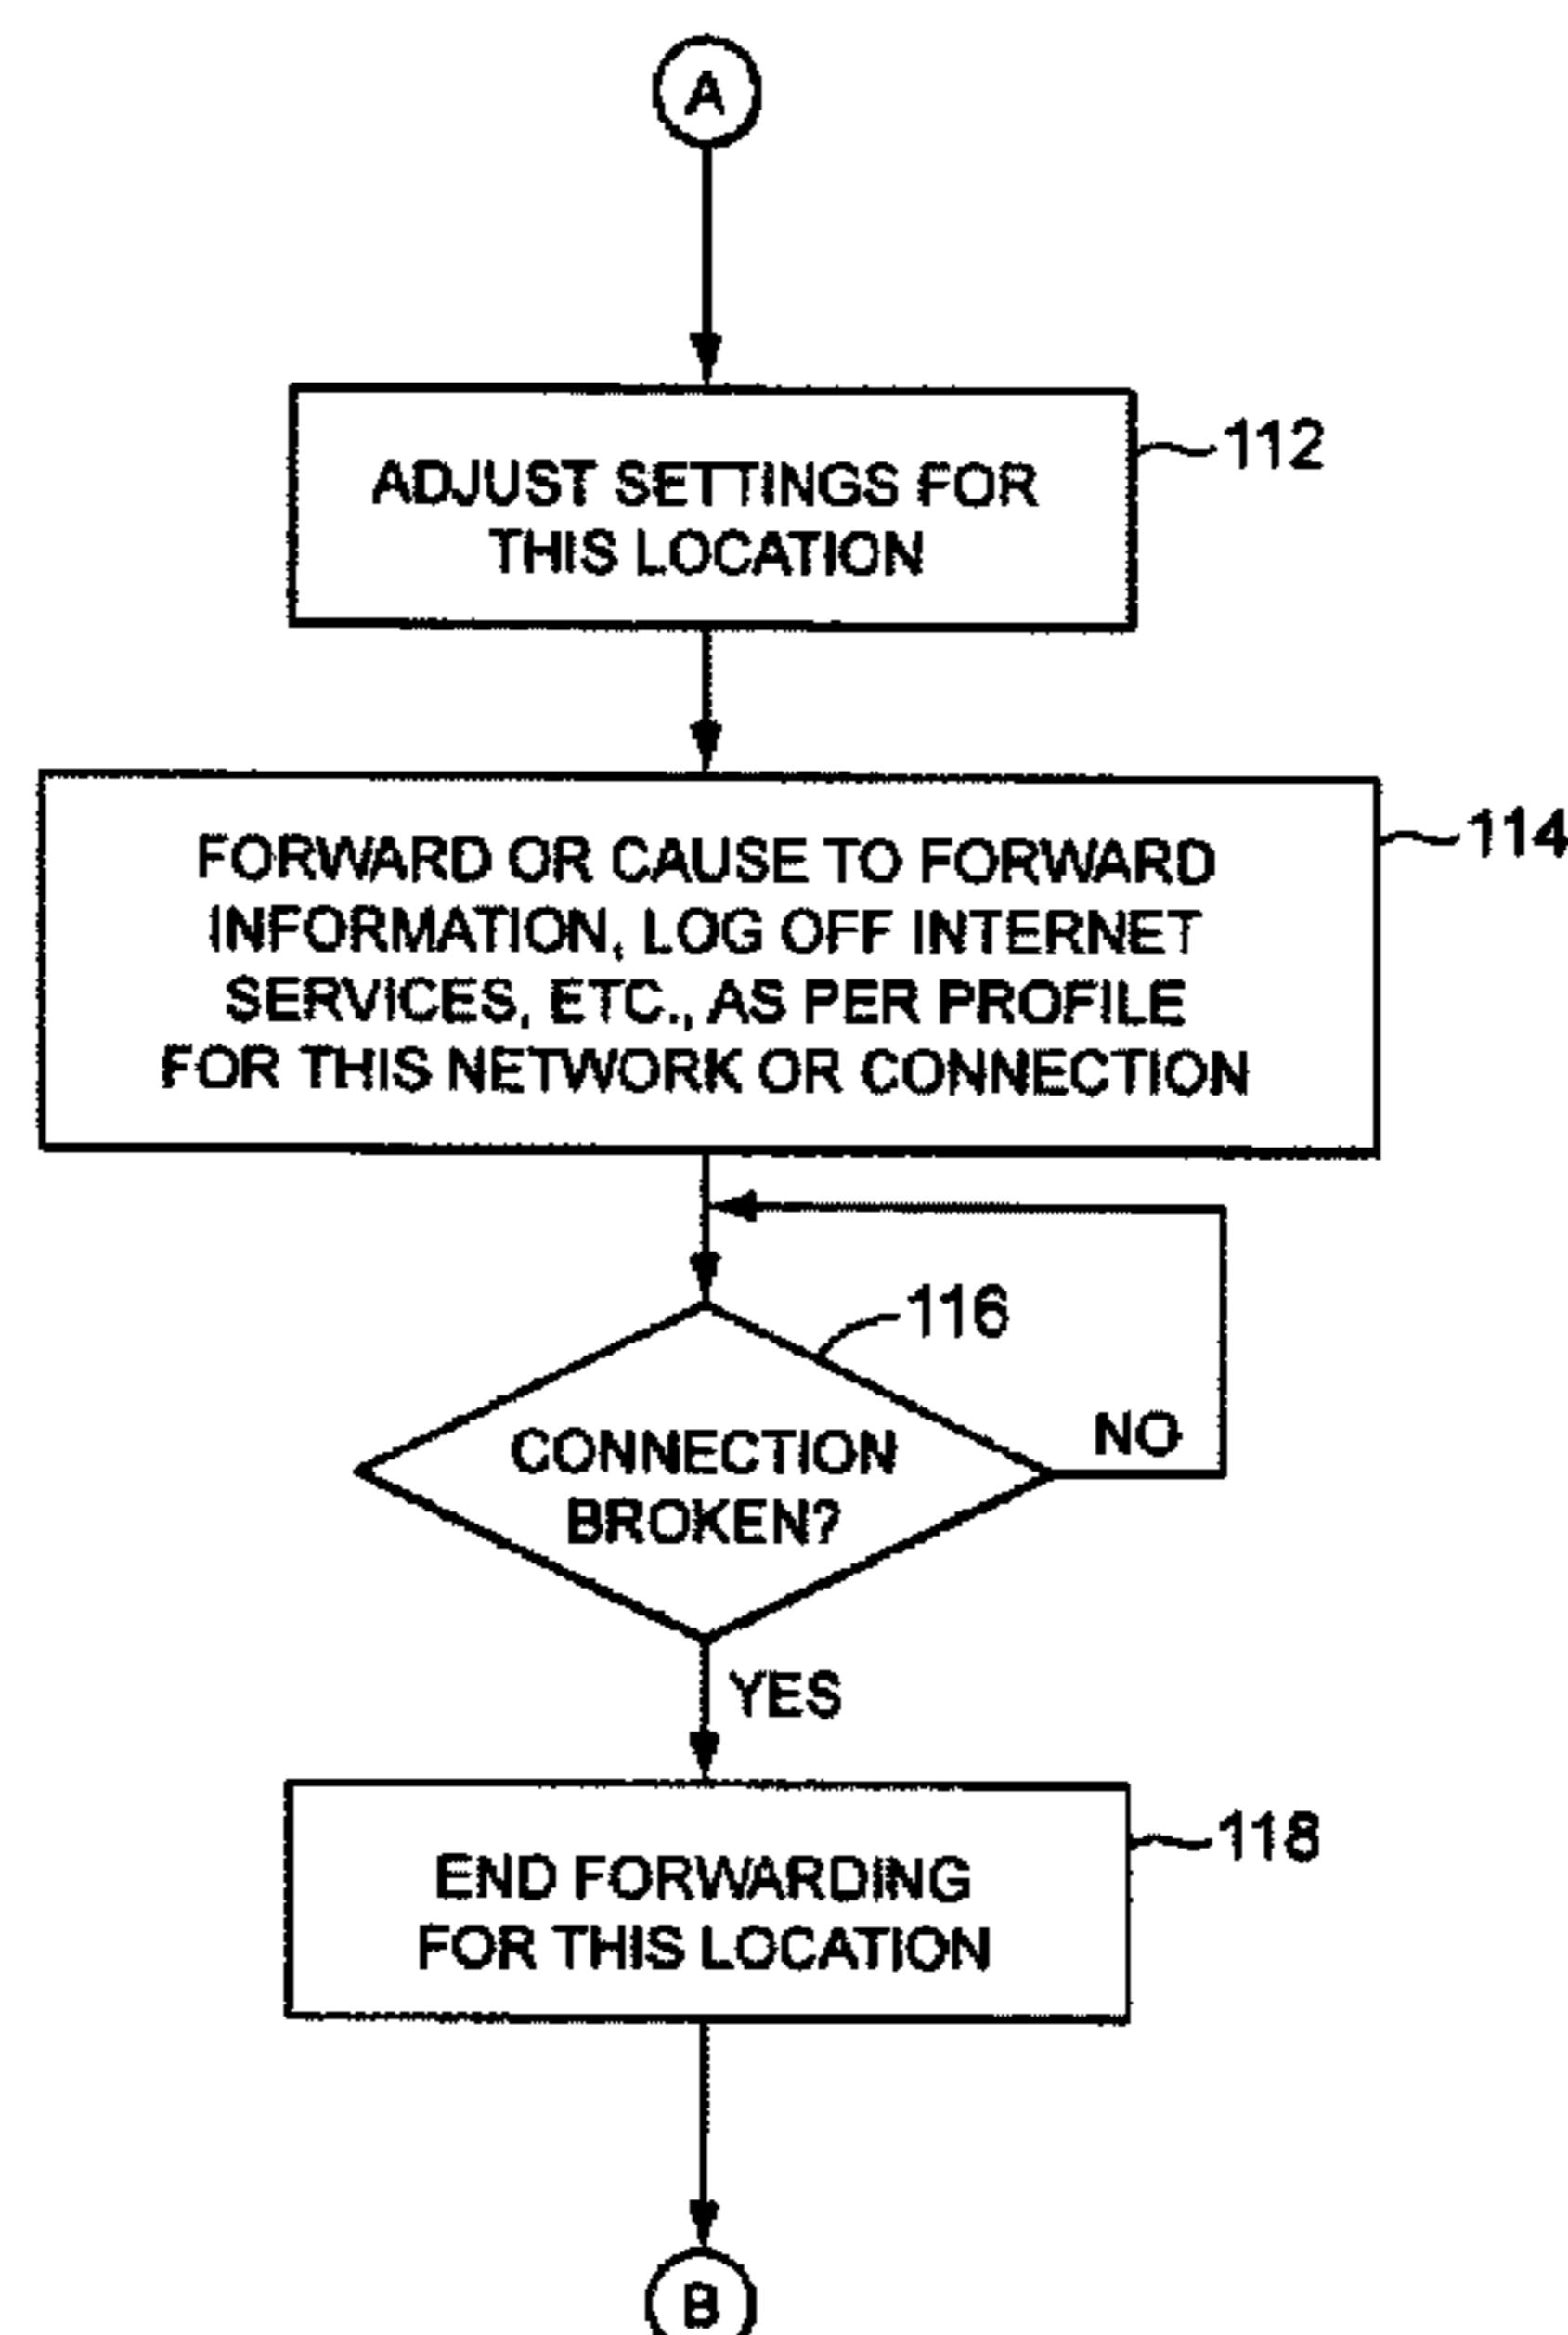 A
ADJUST SETTINGS FOR
THIS LOCATION
112
FORWARD OR CAUSE TO FORWARD
INFORMATION, LOG OFF INTERNET
SERVICES, ETC., AS PER PROFILE
FOR THIS NETWORK OR CONNECTION
114
116
CONNECTION
BROKEN?
NO
YES
END FORWARDING
FOR THIS LOCATION
118
B